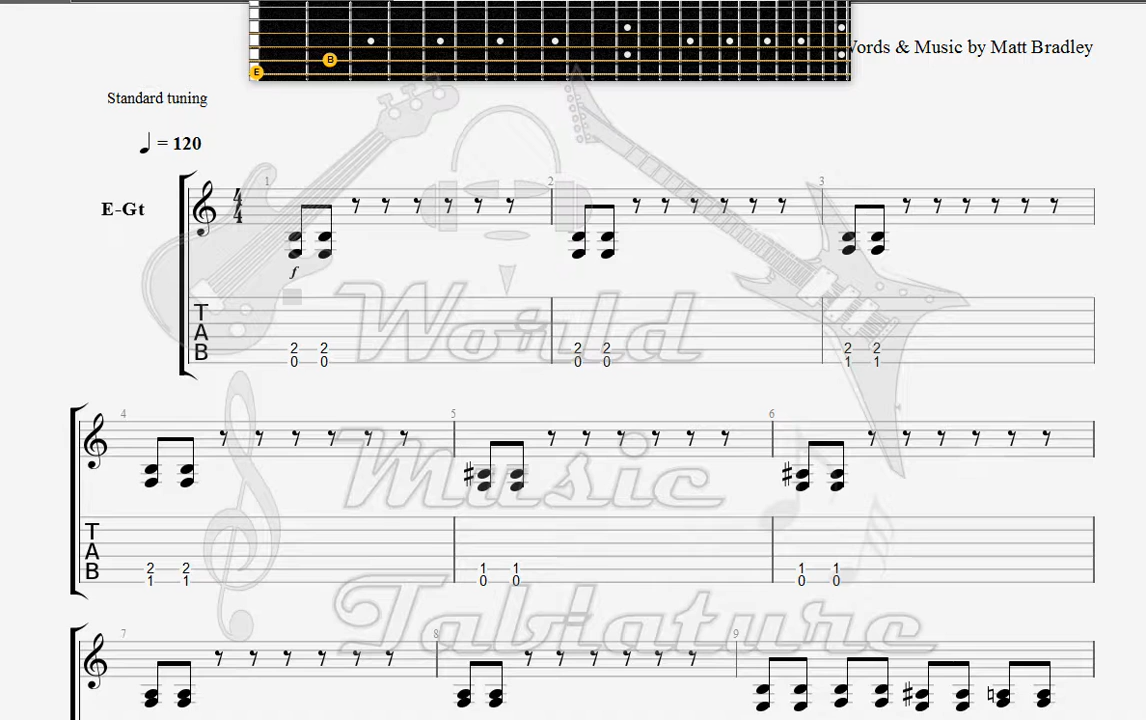 E B
Words & Music by Matt Bradley
Standard tuning
= 120
E-Gt
1 2 3
4 4
f
World
T A B
2 2 2 2 2 2
0 0 0 0 1 1
4 5 6
Music
T A B
2 2 1 1 1 1
1 1 0 0 0 0
Tablature
7 8 9